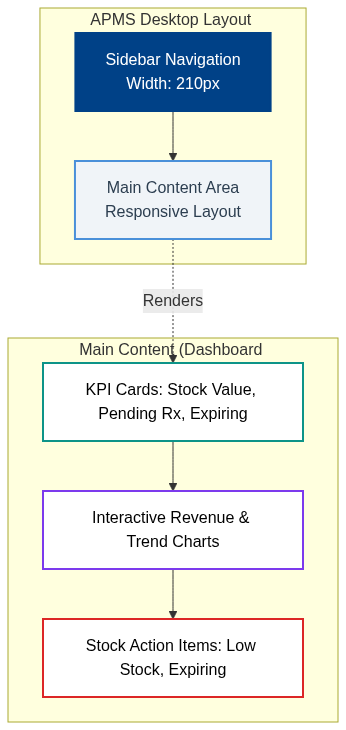 APMS Desktop Layout
Sidebar Navigation
Width: 210px
Main Content Area
Responsive Layout
Renders
Main Content (Dashboard
KPI Cards: Stock Value,
Pending Rx, Expiring
Interactive Revenue &
Trend Charts
Stock Action Items: Low
Stock, Expiring